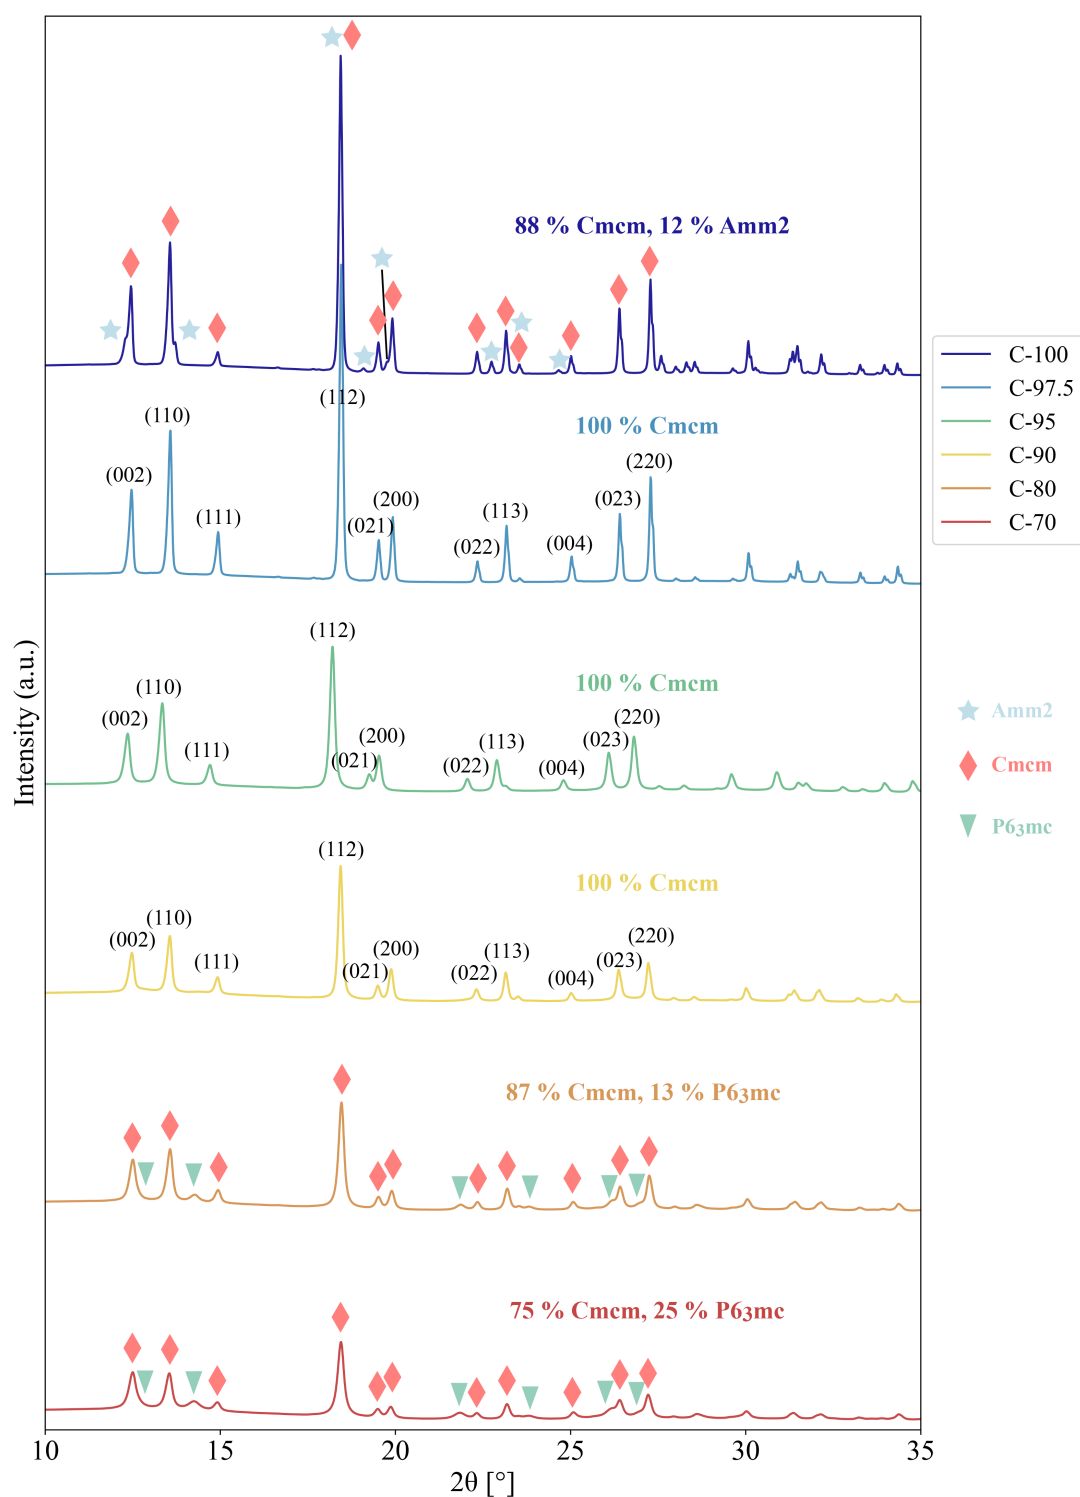 88 % Cmcm, 12 % Amm2
C-100
C-97.5
C-95
C-90
C-80
C-70
(112)
(110)
100 % Cmcm
(002)
(220)
(200)
(023)
(111)
(021)
(113)
(022)
(004)
(112)
100 % Cmcm
(110)
(002)
(220)
(200)
(113)
(023)
(111)
(021)
(022)
(004)
Amm2
Cmcm
P6₃mc
(112)
100 % Cmcm
(110)
(002)
(220)
(200)
(113)
(111)
(023)
(021)
(022)
(004)
87 % Cmcm, 13 % P6₃mc
75 % Cmcm, 25 % P6₃mc
Intensity (a.u.)
10 15 20 25 30 35
2θ [°]